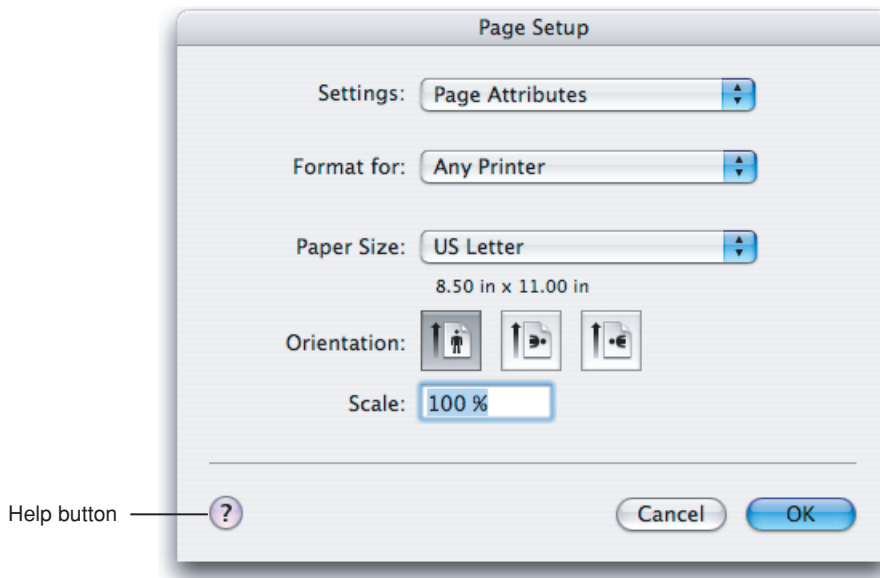 Page Setup
Settings: Page Attributes
Format for: Any Printer
Paper Size: US Letter
8.50 in x 11.00 in
Orientation:
Scale: 100 %
Help button ? Cancel OK